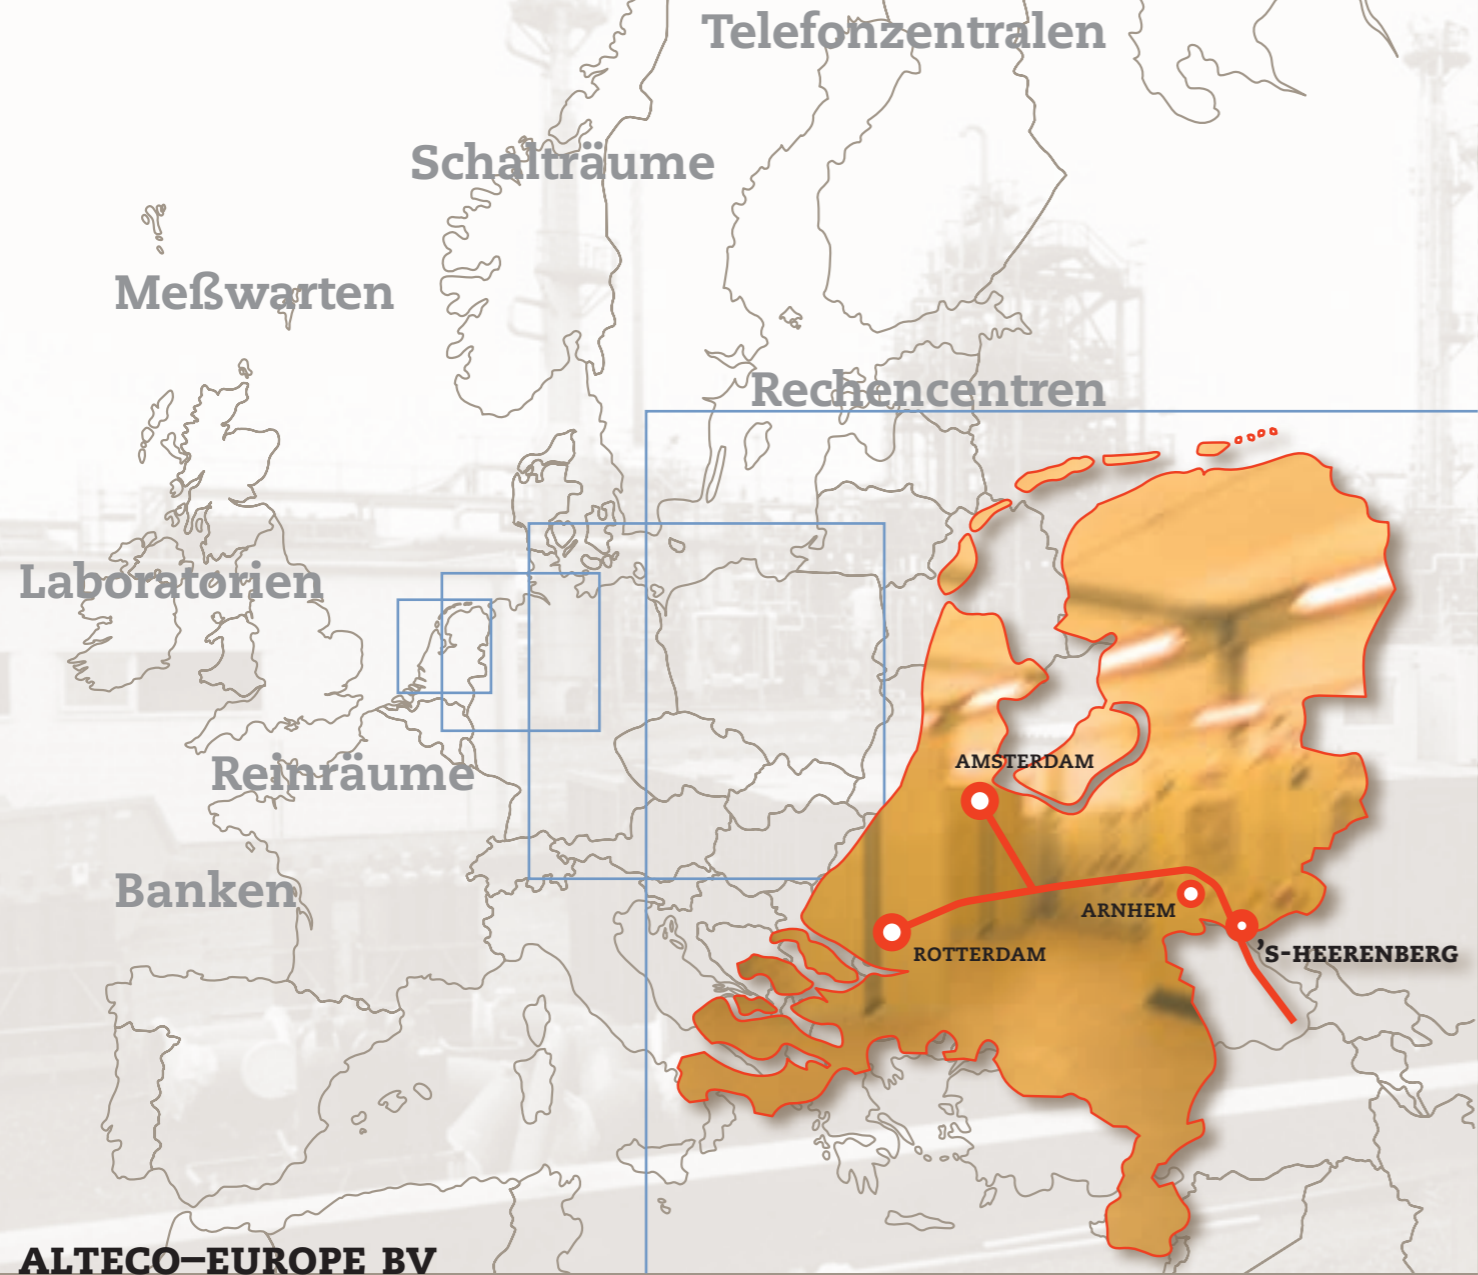 Telefonzentralen
Schalträume
Meßwarten
Rechencentren
Laboratorien
Reinräume
AMSTERDAM
Banken
ARNHEM
ROTTERDAM
'S-HEERENBERG
ALTECO–EUROPE BV